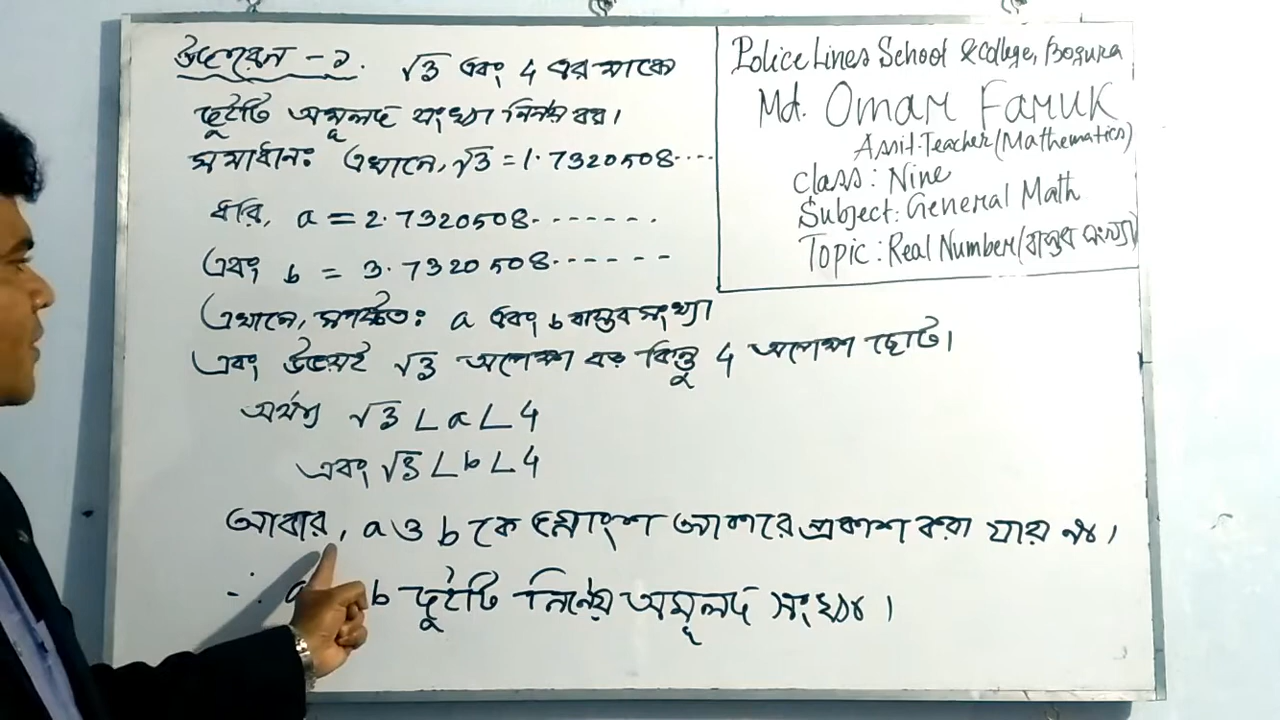 উদাহরন - ১. √3 এবং 4 এর মাঝে
দুইটি অমূলদ সংখ্যা নির্ণয় কর।
সমাধান: এখানে, √3 = 1.7320508....
ধরি, a = 2.7320508.......
এবং b = 3.7320508......
এখানে, স্পষ্টত: a এবং b বাস্তব সংখ্যা
এবং উভয়ই √3 অপেক্ষা বড় কিন্তু 4 অপেক্ষা ছোট।
অর্থাৎ √3 < a < 4
এবং √3 < b < 4
আবার, a ও b কে ভগ্নাংশ আকারে প্রকাশ করা যায় না।
∴ a b দুইটি নির্ণেয় অমূলদ সংখ্যা।
Police Lines School & College, Bogura
Md. Omar Faruk
Assit. Teacher (Mathematics)
Class: Nine
Subject: General Math
Topic: Real Number (বাস্তব সংখ্যা)